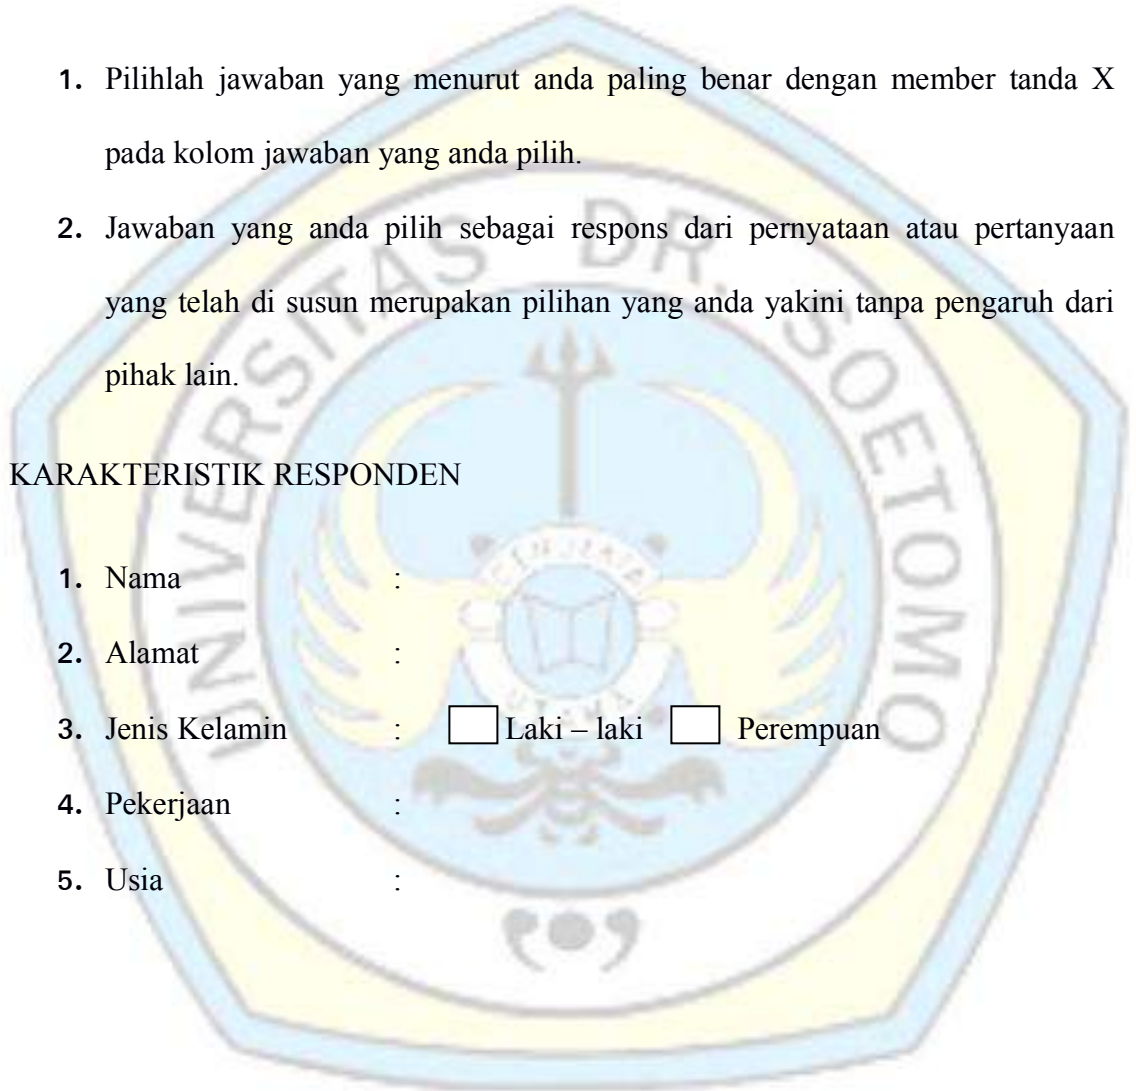 1. Pilihlah jawaban yang menurut anda paling benar dengan member tanda X
pada kolom jawaban yang anda pilih.
2. Jawaban yang anda pilih sebagai respons dari pernyataan atau pertanyaan
yang telah di susun merupakan pilihan yang anda yakini tanpa pengaruh dari
pihak lain.
KARAKTERISTIK RESPONDEN
1. Nama :
2. Alamat :
3. Jenis Kelamin : Laki – laki Perempuan
4. Pekerjaan :
5. Usia :
UNIVERSITAS DR. SOETOMO